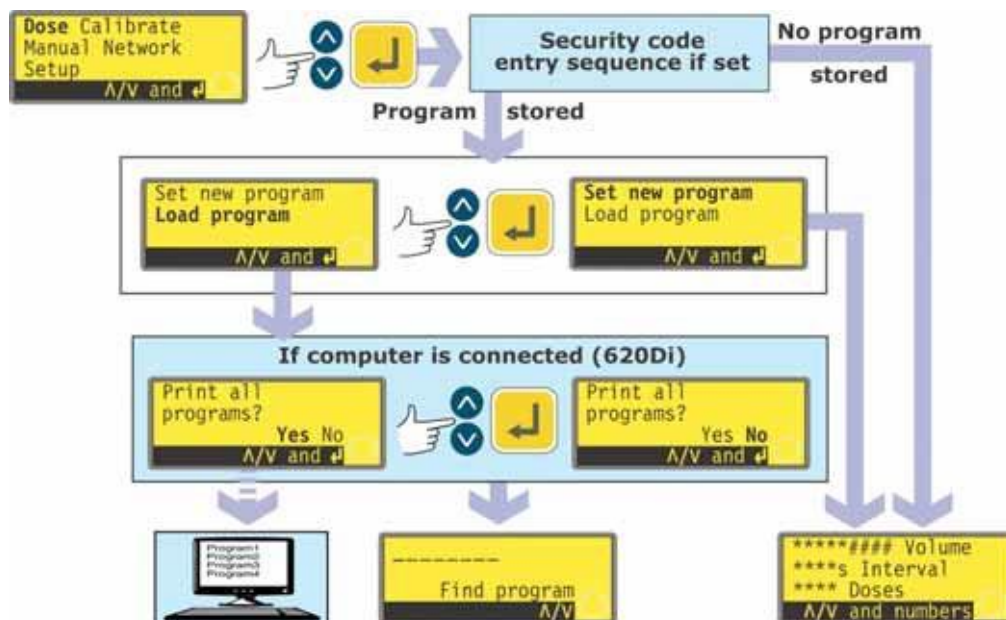 Dose Calibrate
Manual Network
Setup
Λ/V and ↵
Security code
entry sequence if set
No program
stored
Program stored
Set new program
Load program
Λ/V and ↵
Set new program
Load program
Λ/V and ↵
If computer is connected (620Di)
Print all
programs?
Yes No
Λ/V and ↵
Print all
programs?
Yes No
Λ/V and ↵
Program1
Program2
Program3
Program4
--------
Find program
Λ/V
*****#### Volume
****s Interval
**** Doses
Λ/V and numbers